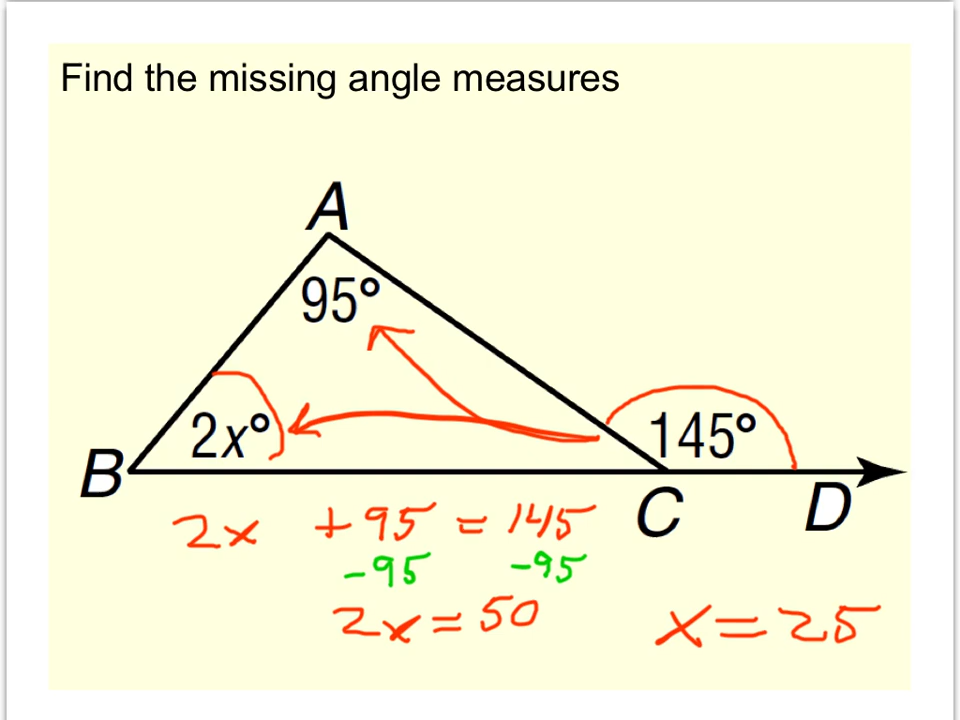 Find the missing angle measures
A
95°
2x° 145°
B C D
2x + 95 = 145
-95 -95
2x = 50 x = 25